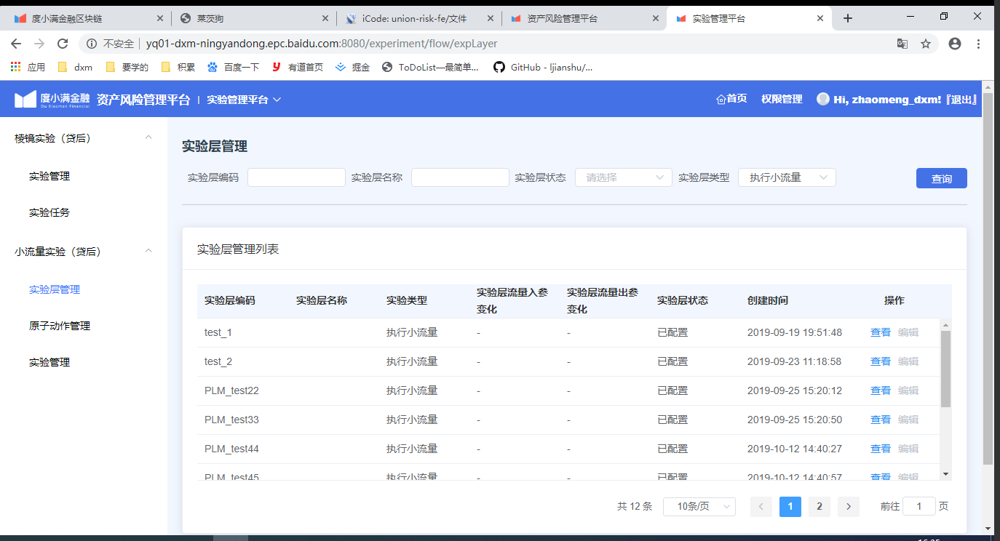 度小满金融区块链
莱茨狗
iCode: union-risk-fe/文件
资产风险管理平台
实验管理平台
不安全 | yq01-dxm-ningyandong.epc.baidu.com:8080/experiment/flow/expLayer
应用 dxm 要学的 积累 百度一下 有道首页 掘金 ToDoList—最简单... GitHub - ljianshu/...
度小满金融 Du Xiaoman Financial 资产风险管理平台 | 实验管理平台 首页 权限管理 Hi, zhaomeng_dxm!『退出』
棱镜实验（贷后）
实验管理
实验任务
小流量实验（贷后）
实验层管理
原子动作管理
实验管理
实验层管理
实验层编码 实验层名称 实验层状态 请选择 实验层类型 执行小流量 查询
实验层管理列表
实验层编码 实验层名称 实验类型 实验层流量入参变化 实验层流量出参变化 实验层状态 创建时间 操作
test_1 执行小流量 - - 已配置 2019-09-19 19:51:48 查看 编辑
test_2 执行小流量 - - 已配置 2019-09-23 11:18:58 查看 编辑
PLM_test22 执行小流量 - - 已配置 2019-09-25 15:20:12 查看 编辑
PLM_test33 执行小流量 - - 已配置 2019-09-25 15:20:50 查看 编辑
PLM_test44 执行小流量 - - 已配置 2019-10-12 14:40:27 查看 编辑
PLM_test45 执行小流量 - - 已配置 2019-10-12 14:40:57 查看 编辑
共 12 条 10条/页 1 2 前往 1 页